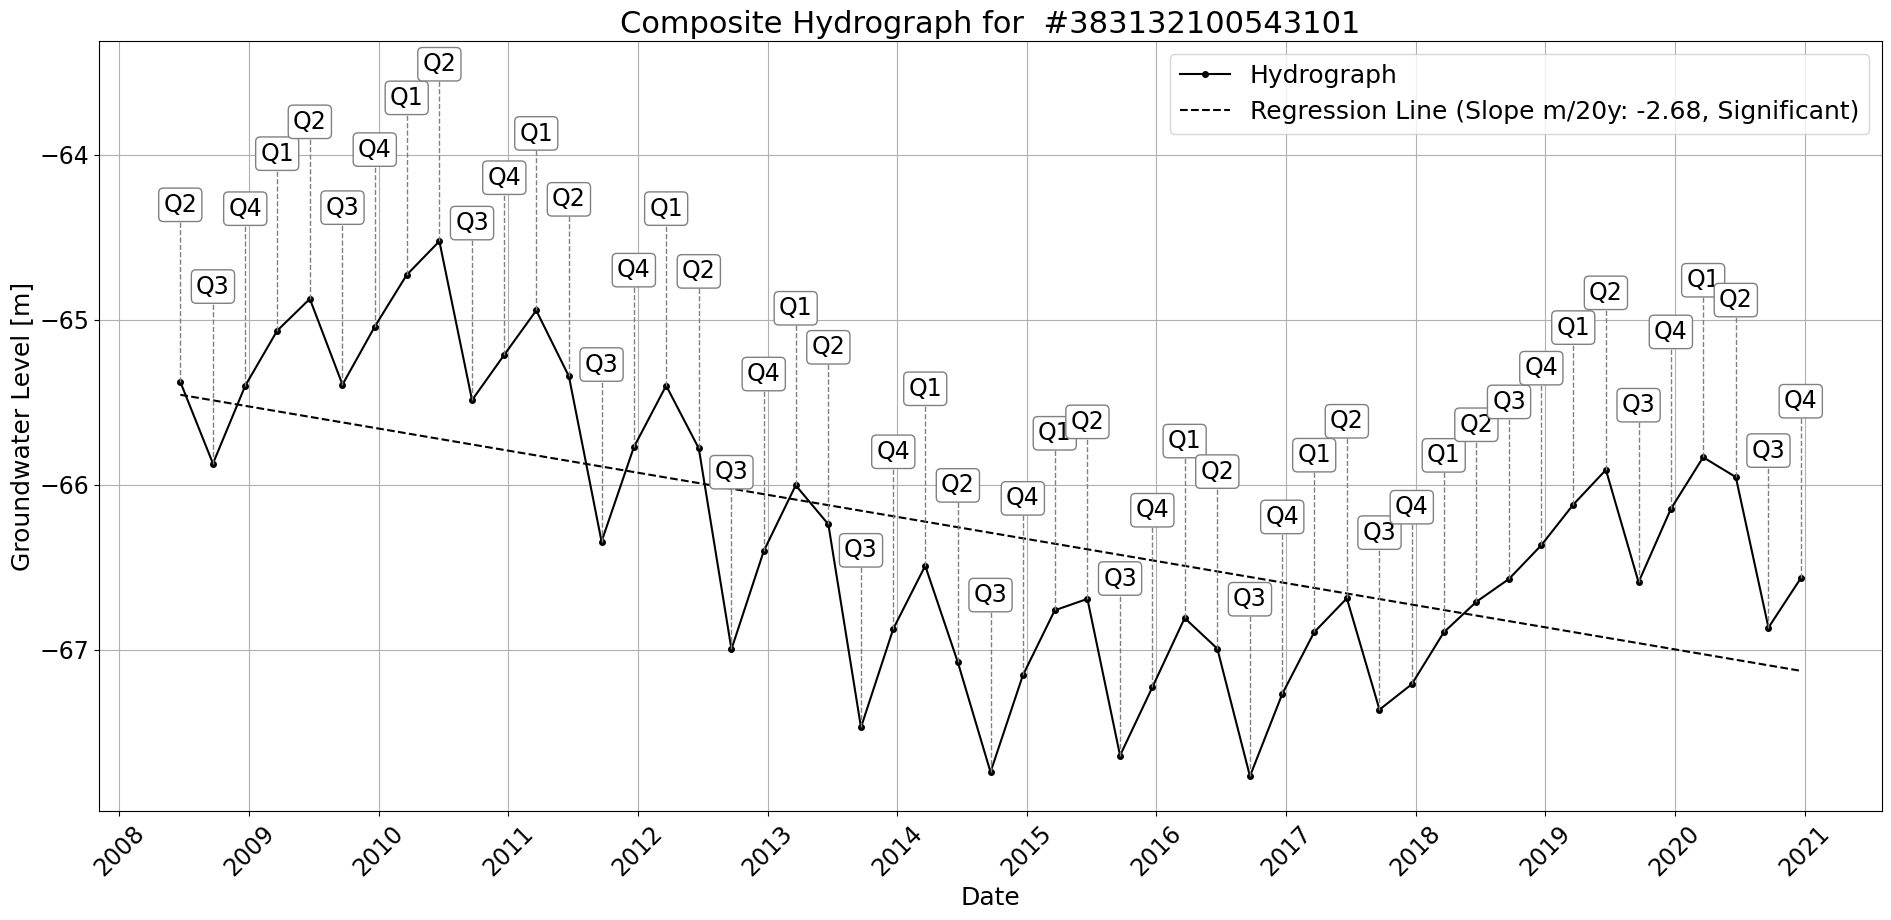 Composite Hydrograph for  #383132100543101
Hydrograph
Regression Line (Slope m/20y: -2.68, Significant)
Groundwater Level [m]
−64
−65
−66
−67
Q2
Q3
Q4
Q1
Q2
Q3
Q4
Q1
Q2
Q3
Q4
Q1
Q2
Q3
Q4
Q1
Q2
Q3
Q4
Q1
Q2
Q3
Q4
Q1
Q2
Q3
Q4
Q1
Q2
Q3
Q4
Q1
Q2
Q3
Q4
Q1
Q2
Q3
Q4
Q1
Q2
Q3
Q4
Q1
Q2
Q3
Q4
Q1
Q2
Q3
Q4
2008
2009
2010
2011
2012
2013
2014
2015
2016
2017
2018
2019
2020
2021
Date